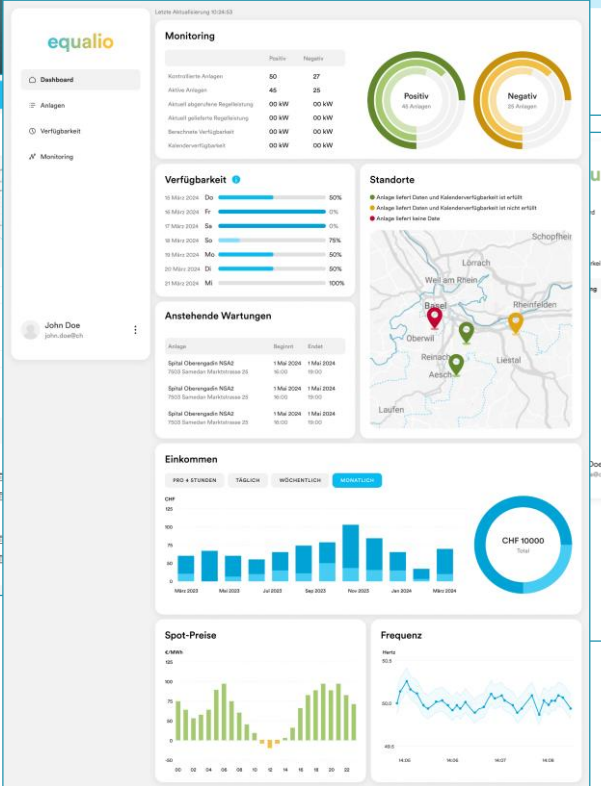 Letzte Aktualisierung 10:24:53
equalio
Dashboard
Anlagen
Verfügbarkeit
Monitoring
John Doe
john.doe@ch
Monitoring
Positiv Negativ
Kontrollierte Anlagen 50 27
Aktive Anlagen 45 25
Aktuell abgerufene Regelleistung 00 kW 00 kW
Aktuell gelieferte Regelleistung 00 kW 00 kW
Berechnete Verfügbarkeit 00 kW 00 kW
Kalenderverfügbarkeit 00 kW 00 kW
Positiv
45 Anlagen
Negativ
25 Anlagen
Verfügbarkeit
15 März 2024 Do 50%
16 März 2024 Fr 0%
17 März 2024 Sa 0%
18 März 2024 So 75%
19 März 2024 Mo 50%
20 März 2024 Di 50%
21 März 2024 Mi 100%
Standorte
Anlage liefert Daten und Kalenderverfügbarkeit ist erfüllt
Anlage liefert Daten und Kalenderverfügbarkeit ist nicht erfüllt
Anlage liefert keine Date
Schopfheim
Lörrach
Weil am Rhein
Basel
Rheinfelden
Oberwil
Reinach
Liestal
Aesch
Laufen
Anstehende Wartungen
Anlage Beginnt Endet
Spital Oberengadin NSA2 1 Mai 2024 1 Mai 2024
7503 Samedan Marktstrasse 25 16:00 19:00
Spital Oberengadin NSA2 1 Mai 2024 1 Mai 2024
7503 Samedan Marktstrasse 25 16:00 19:00
Spital Oberengadin NSA2 1 Mai 2024 1 Mai 2024
7503 Samedan Marktstrasse 25 16:00 19:00
Einkommen
PRO 4 STUNDEN TÄGLICH WÖCHENTLICH MONATLICH
CHF
125
100
75
50
0
März 2023 Mai 2023 Jul 2023 Sep 2023 Nov 2023 Jan 2024 März 2024
CHF 10000
Total
Spot-Preise
€/MWh
125
100
75
50
0
-50
00 02 04 06 08 10 12 14 16 18 20 22
Frequenz
Hertz
50.5
50.0
49.5
14:05 14:06 14:07 14:08